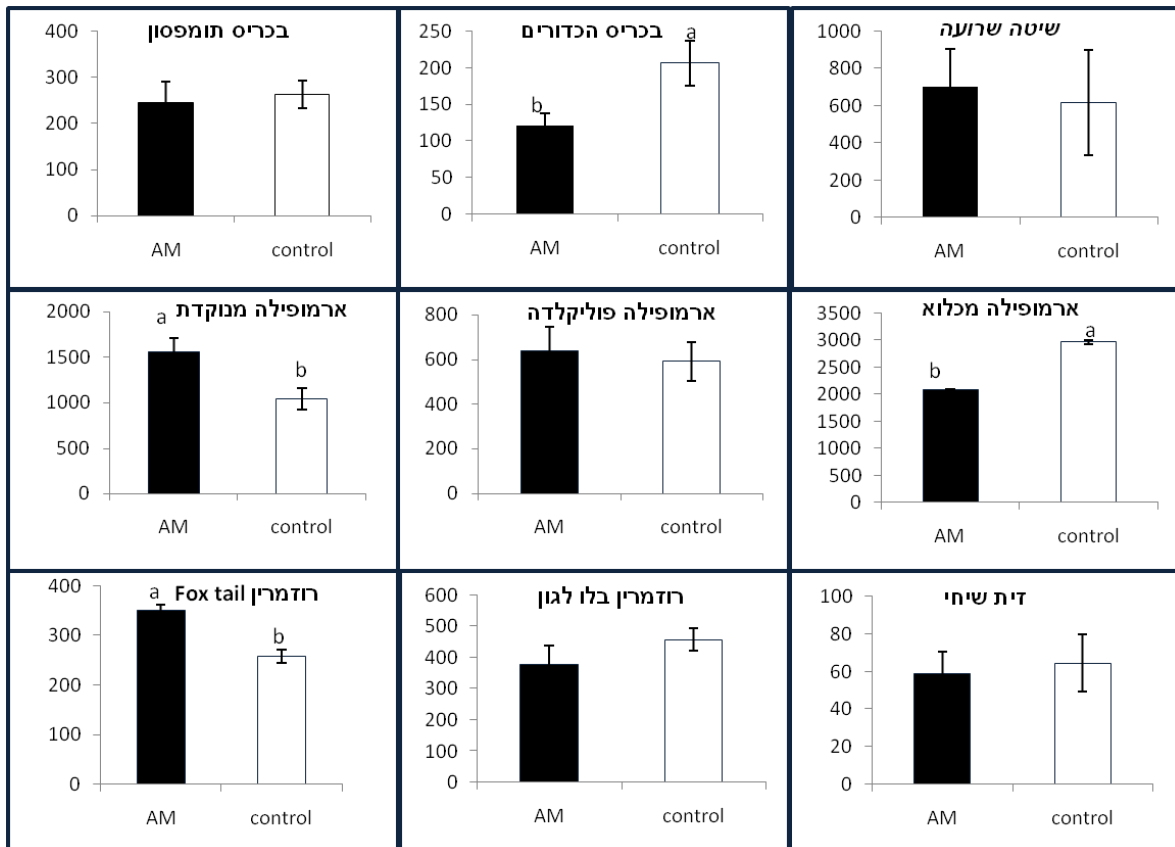 בכריס תומפסון
400
300
200
100
0
AM control
בכריס הכדורים
250
200
150
100
50
0
b
a
AM control
שיטה שרועה
1000
800
600
400
200
0
AM control
ארמופילה מנוקדת
2000
1500
1000
500
0
a
b
AM control
ארמופילה פוליקלדה
800
600
400
200
0
AM control
ארמופילה מכלוא
3500
3000
2500
2000
1500
1000
500
0
b
a
AM control
רוזמרין Fox tail
400
300
200
100
0
a
b
AM control
רוזמרין בלו לגון
600
500
400
300
200
100
0
AM control
זית שיחי
100
80
60
40
20
0
AM control